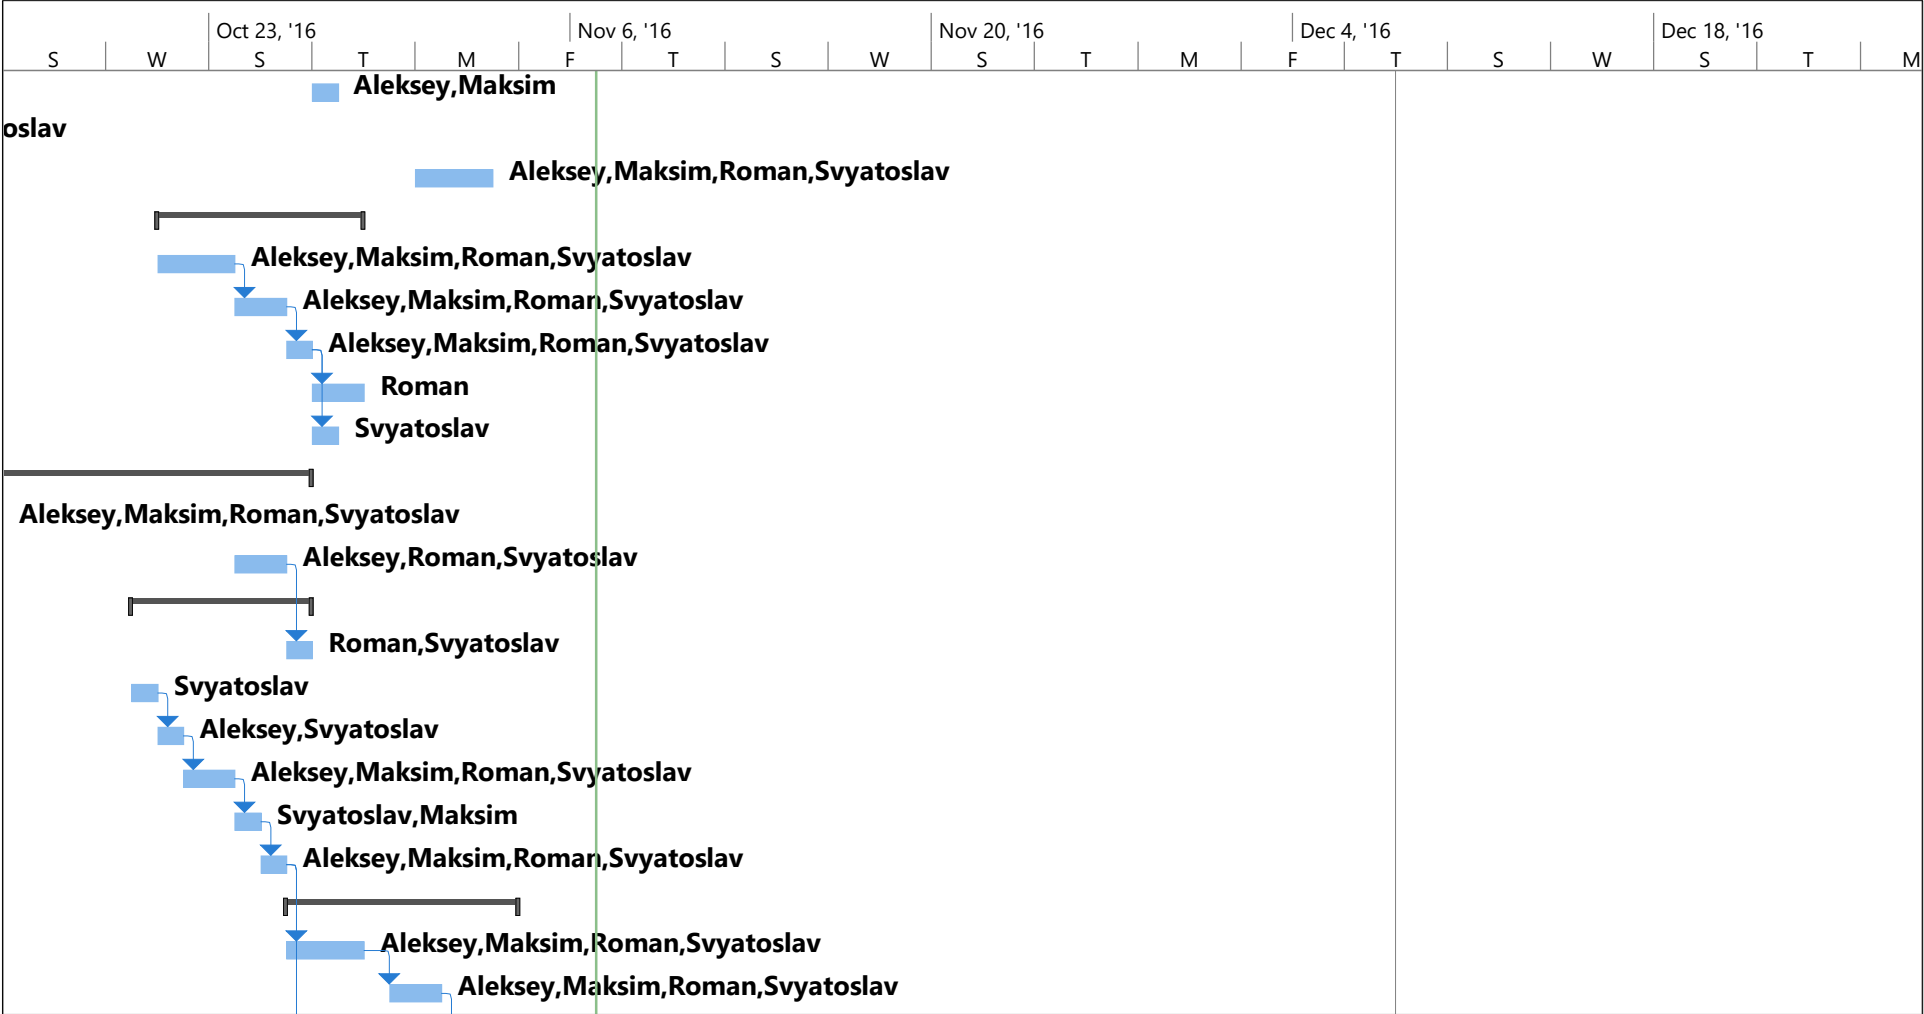 Oct 23, '16 Nov 6, '16 Nov 20, '16 Dec 4, '16 Dec 18, '16
S W S T M F T S W S T M F T S W S T M
Aleksey,Maksim
oslav
Aleksey,Maksim,Roman,Svyatoslav
Aleksey,Maksim,Roman,Svyatoslav
Aleksey,Maksim,Roman,Svyatoslav
Aleksey,Maksim,Roman,Svyatoslav
Roman
Svyatoslav
Aleksey,Maksim,Roman,Svyatoslav
Aleksey,Roman,Svyatoslav
Roman,Svyatoslav
Svyatoslav
Aleksey,Svyatoslav
Aleksey,Maksim,Roman,Svyatoslav
Svyatoslav,Maksim
Aleksey,Maksim,Roman,Svyatoslav
Aleksey,Maksim,Roman,Svyatoslav
Aleksey,Maksim,Roman,Svyatoslav